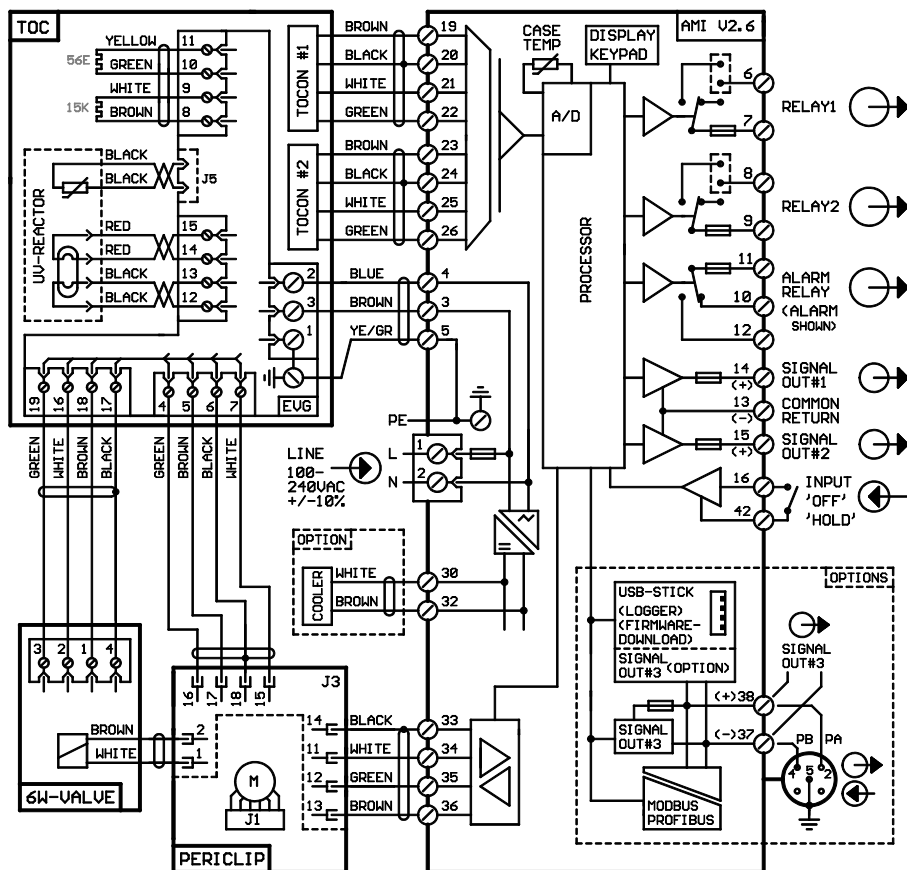 TOC
YELLOW 11
56E
GREEN 10
WHITE 9
15K
BROWN 8
BLACK
BLACK
J5
UV-REACTOR
RED 15
RED 14
BLACK 13
BLACK 12
TOCON #1
BROWN 19
BLACK 20
WHITE 21
GREEN 22
TOCON #2
BROWN 23
BLACK 24
WHITE 25
GREEN 26
2 BLUE 4
3 BROWN 3
1 YE/GR 5
EVG
19 16 18 17
4 5 6 7
GREEN WHITE BROWN BLACK
GREEN BROWN BLACK WHITE
PE
L 1
N 2
LINE
100-
240VAC
+/-10%
OPTION
COOLER
WHITE 30
BROWN 32
AMI V2.6
CASE
TEMP
DISPLAY
KEYPAD
A/D
PROCESSOR
6
7
RELAY1
8
9
RELAY2
11
10
12
ALARM
RELAY
(ALARM
SHOWN)
14
(+)
SIGNAL
OUT#1
13
(-)
COMMON
RETURN
15
(+)
SIGNAL
OUT#2
16
42
INPUT
'OFF'
'HOLD'
OPTIONS
USB-STICK
(LOGGER)
(FIRMWARE-
DOWNLOAD)
SIGNAL
OUT#3 (OPTION)
SIGNAL
OUT#3
(+)38
SIGNAL
OUT#3
(-)37
PB PA
4 5 2
MODBUS
PROFIBUS
3 2 1 4
BROWN 2
WHITE 1
6W-VALVE
16 17 18 15
J3
14 BLACK 33
11 WHITE 34
12 GREEN 35
13 BROWN 36
M
J1
PERICLIP